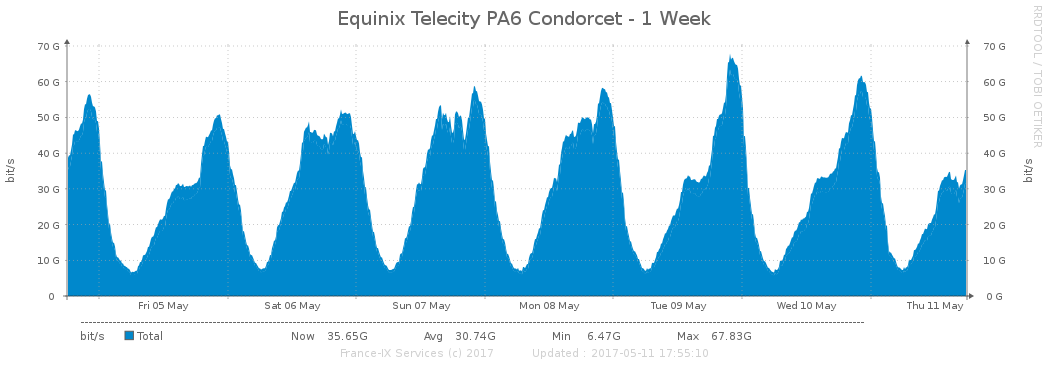 Equinix Telecity PA6 Condorcet - 1 Week
RRDTOOL / TOBI OETIKER
70 G 70 G
60 G 60 G
50 G 50 G
40 G 40 G
30 G 30 G
20 G 20 G
10 G 10 G
0 0 G
bit/s
bit/s
Fri 05 May Sat 06 May Sun 07 May Mon 08 May Tue 09 May Wed 10 May Thu 11 May
bit/s Total Now 35.65G Avg 30.74G Min 6.47G Max 67.83G
France-IX Services (c) 2017 Updated : 2017-05-11 17:55:10